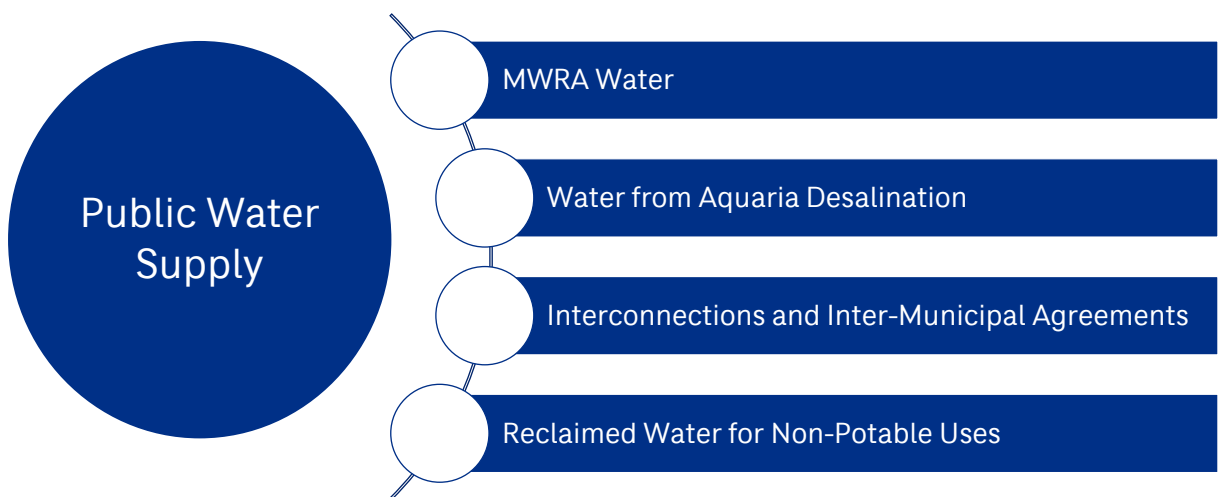 Public Water
Supply
MWRA Water
Water from Aquaria Desalination
Interconnections and Inter-Municipal Agreements
Reclaimed Water for Non-Potable Uses